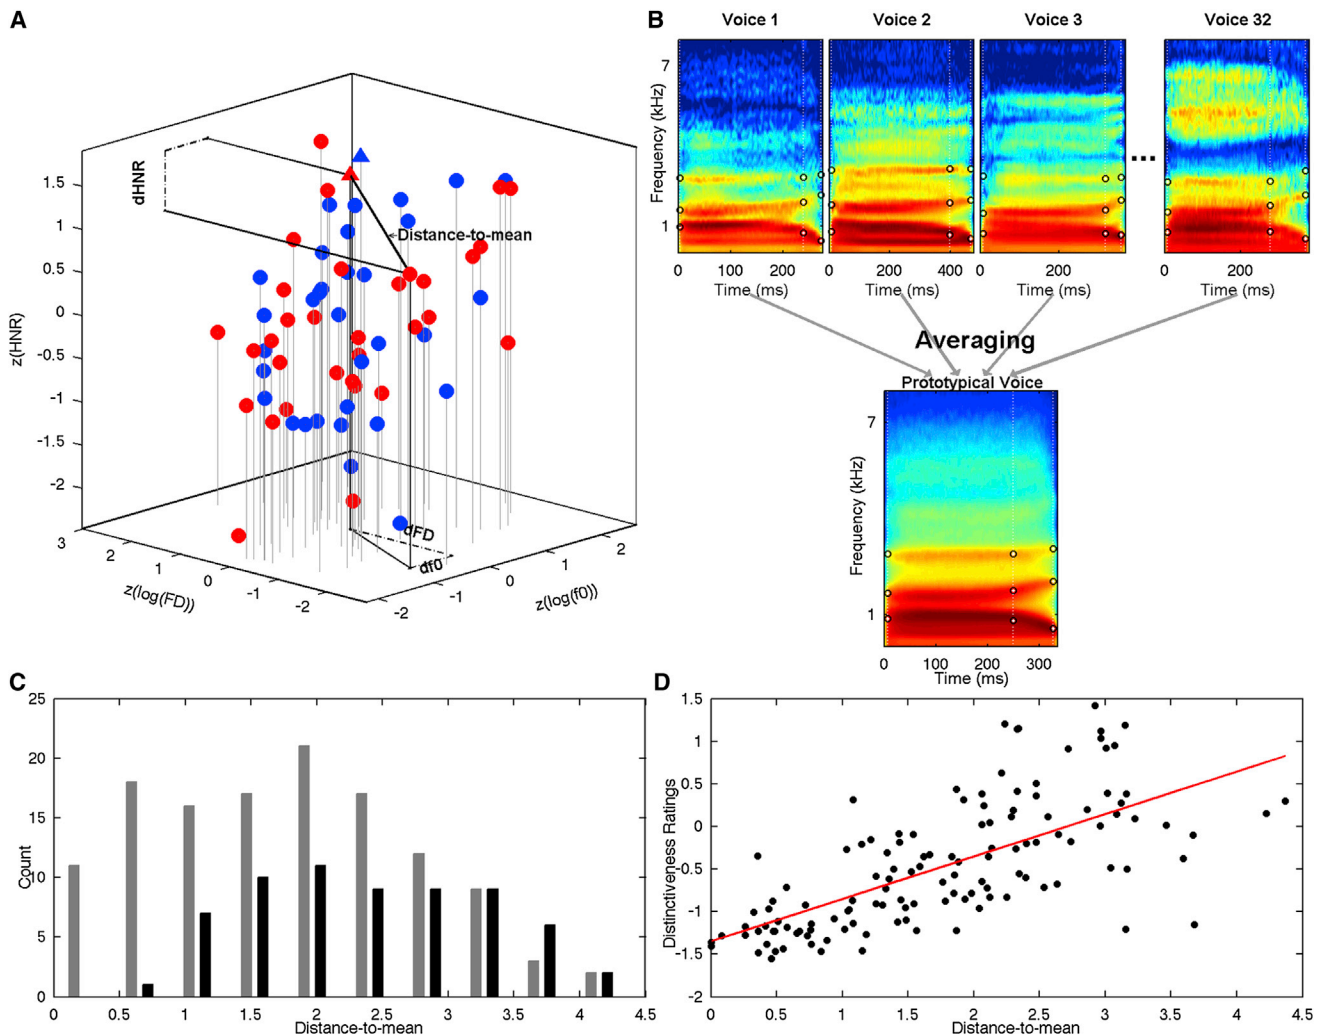 A
dHNR
Distance-to-mean
z(HNR)
1.5
1
0.5
0
-0.5
-1
-1.5
-2
dFD
df0
3
2
1
0
-1
-2
z(log(FD))
-2
-1
0
1
2
z(log(f0))
B
Voice 1
Voice 2
Voice 3
Voice 32
7
1
Frequency (kHz)
...
0 100 200
0 200 400
0 200
200
Time (ms)
Time (ms)
Time (ms)
Time (ms)
Averaging
Prototypical Voice
7
1
Frequency (kHz)
0 100 200 300
Time (ms)
C
25
20
15
10
5
0
Count
0 0.5 1 1.5 2 2.5 3 3.5 4 4.5
Distance-to-mean
D
1.5
1
0.5
0
-0.5
-1
-1.5
-2
Distinctiveness Ratings
0 0.5 1 1.5 2 2.5 3 3.5 4 4.5
Distance-to-mean